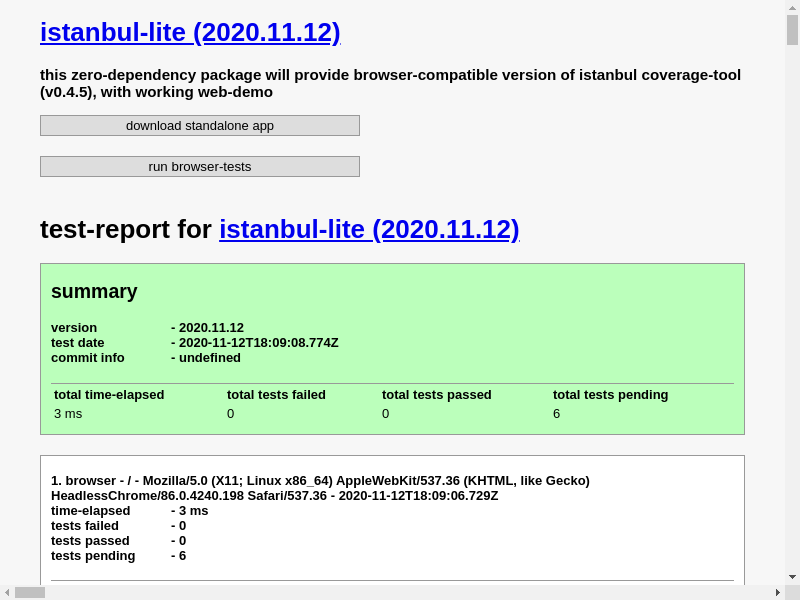 istanbul-lite (2020.11.12)
this zero-dependency package will provide browser-compatible version of istanbul coverage-tool
(v0.4.5), with working web-demo
download standalone app
run browser-tests
test-report for istanbul-lite (2020.11.12)
summary
version - 2020.11.12
test date - 2020-11-12T18:09:08.774Z
commit info - undefined
total time-elapsed total tests failed total tests passed total tests pending
3 ms 0 0 6
1. browser - / - Mozilla/5.0 (X11; Linux x86_64) AppleWebKit/537.36 (KHTML, like Gecko)
HeadlessChrome/86.0.4240.198 Safari/537.36 - 2020-11-12T18:09:06.729Z
time-elapsed - 3 ms
tests failed - 0
tests passed - 0
tests pending - 6